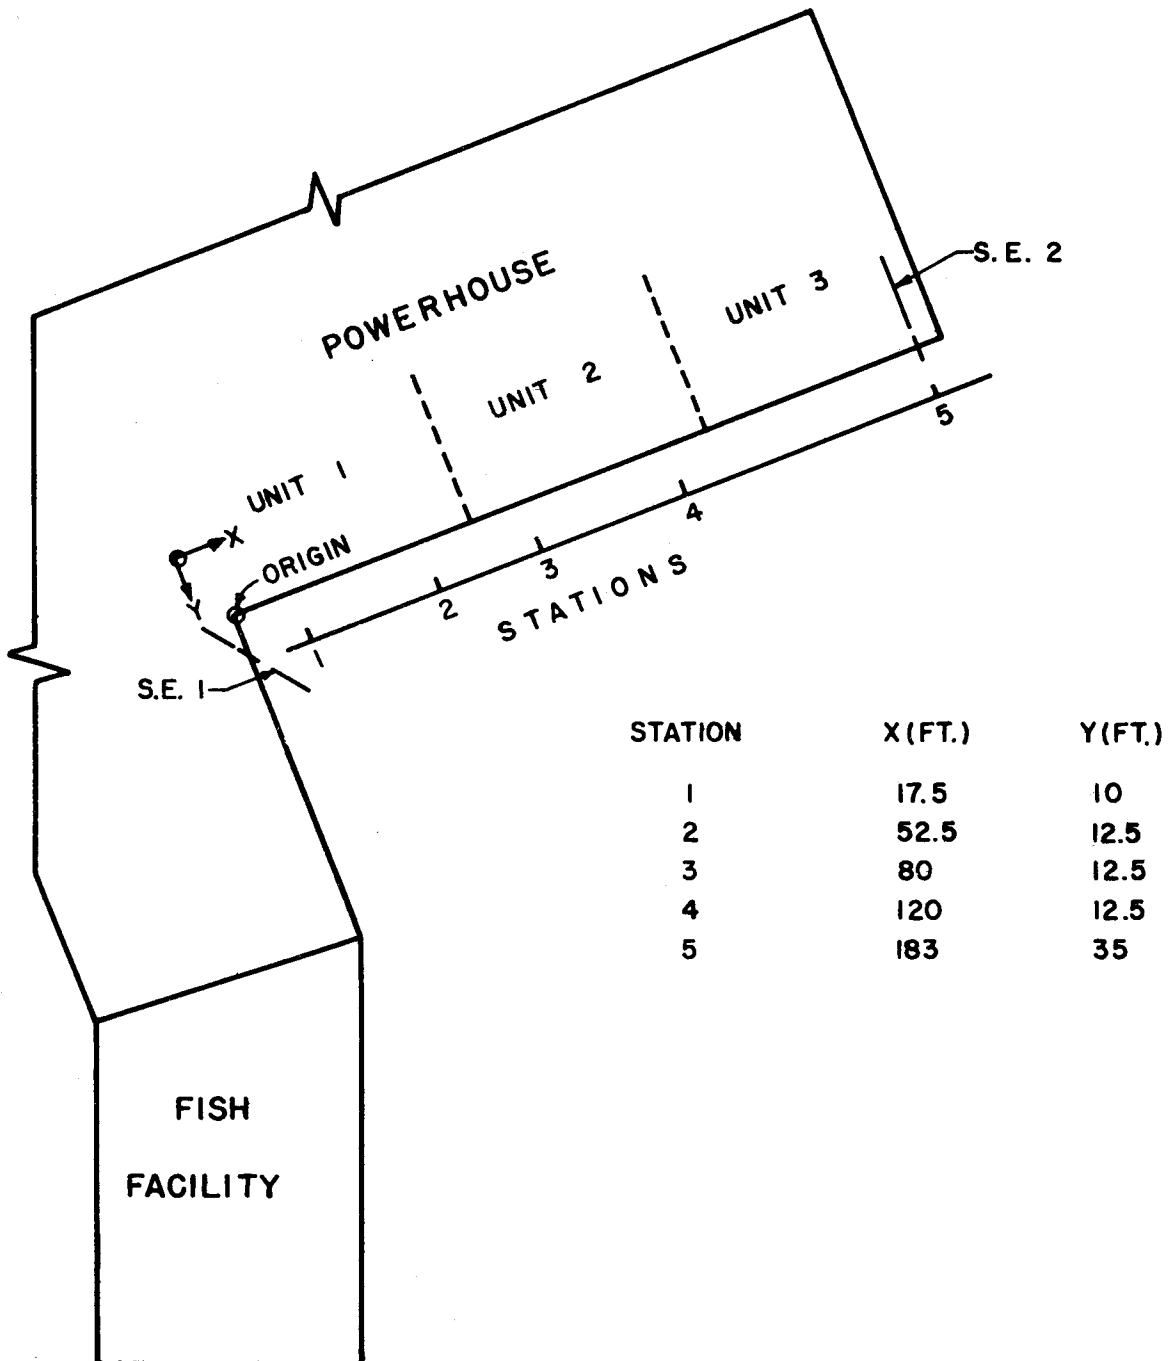 S.E. 2
UNIT 3
POWERHOUSE
UNIT 2
5
UNIT 1
4
X
ORIGIN
3
Y
2
STATIONS
1
S.E. 1
STATION X(FT.) Y(FT.)
1 17.5 10
2 52.5 12.5
3 80 12.5
4 120 12.5
5 183 35
FISH
FACILITY